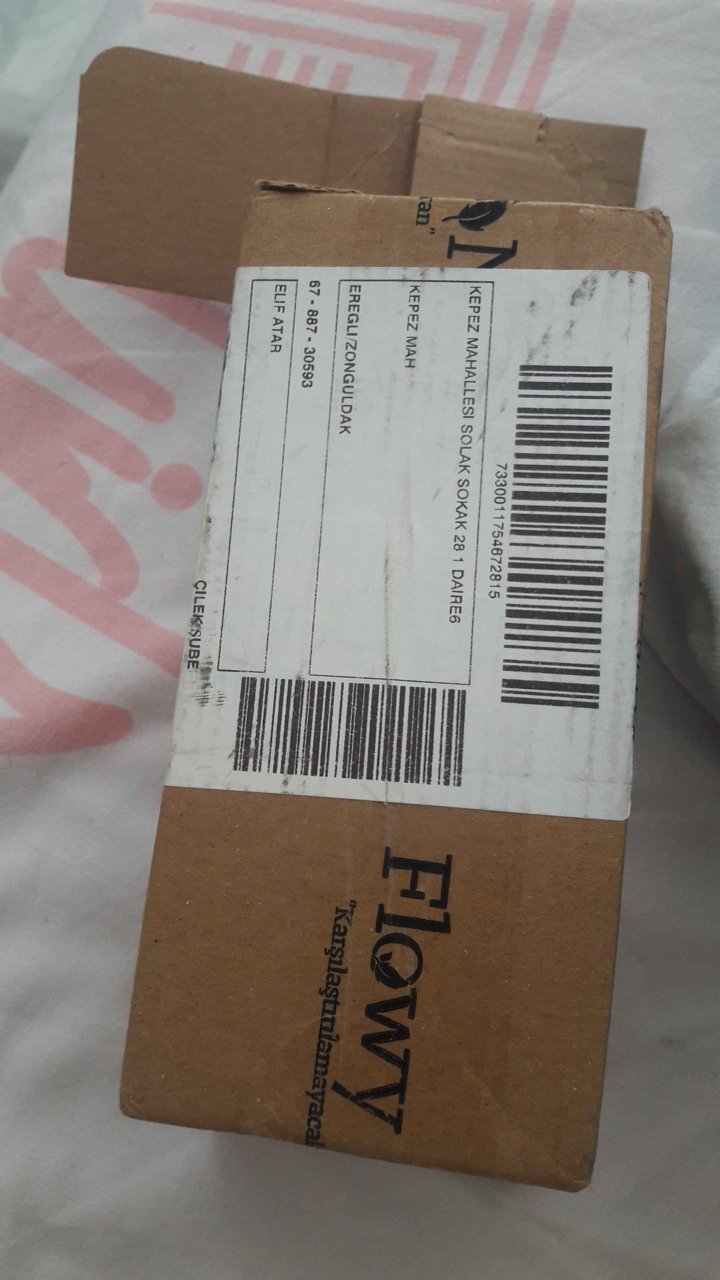 7330011754672815
KEPEZ MAHALLESI SOLAK SOKAK 28 1 DAIRE6
KEPEZ MAH
EREGLI/ZONGULDAK
67 - 887 - 30593
ELIF ATAR
ÇILEK ŞUBE
Flowy
"Karşılaştırılamayacak